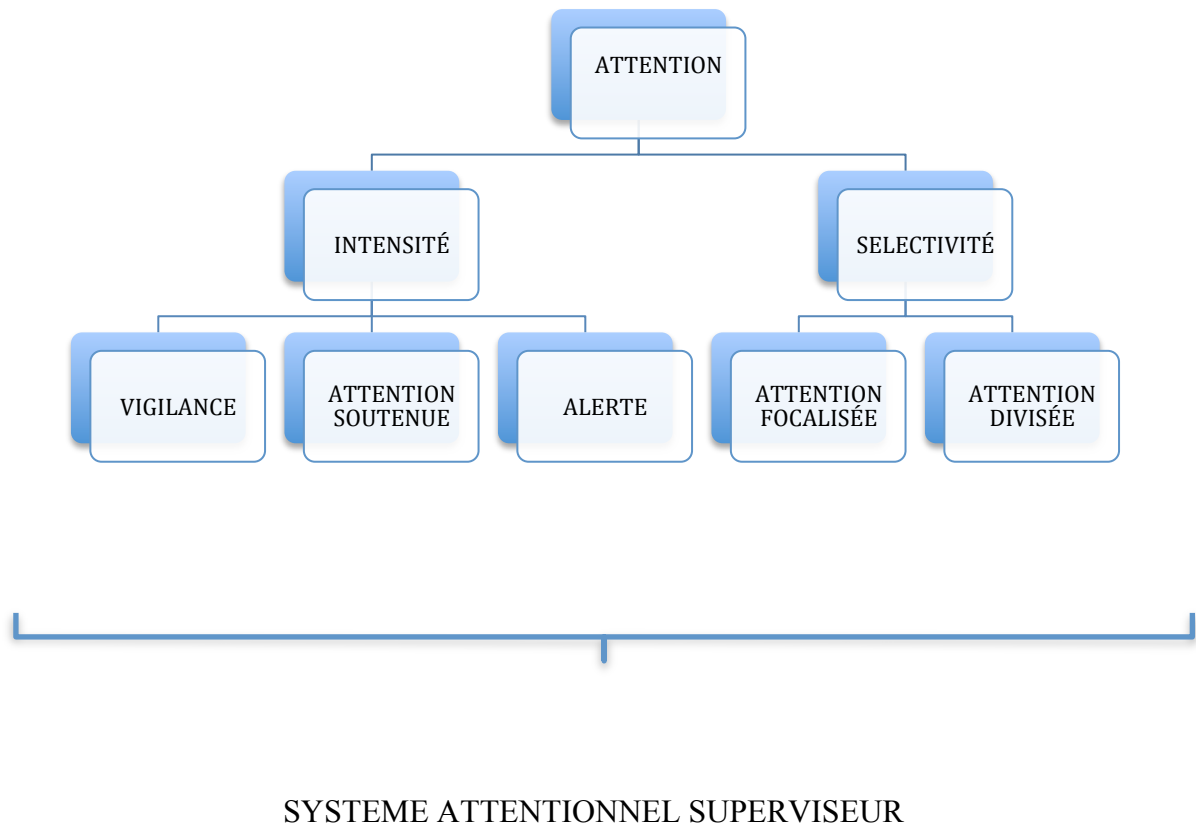 ATTENTION
INTENSITÉ
SELECTIVITÉ
VIGILANCE
ATTENTION
SOUTENUE
ALERTE
ATTENTION
FOCALISÉE
ATTENTION
DIVISÉE
SYSTEME ATTENTIONNEL SUPERVISEUR